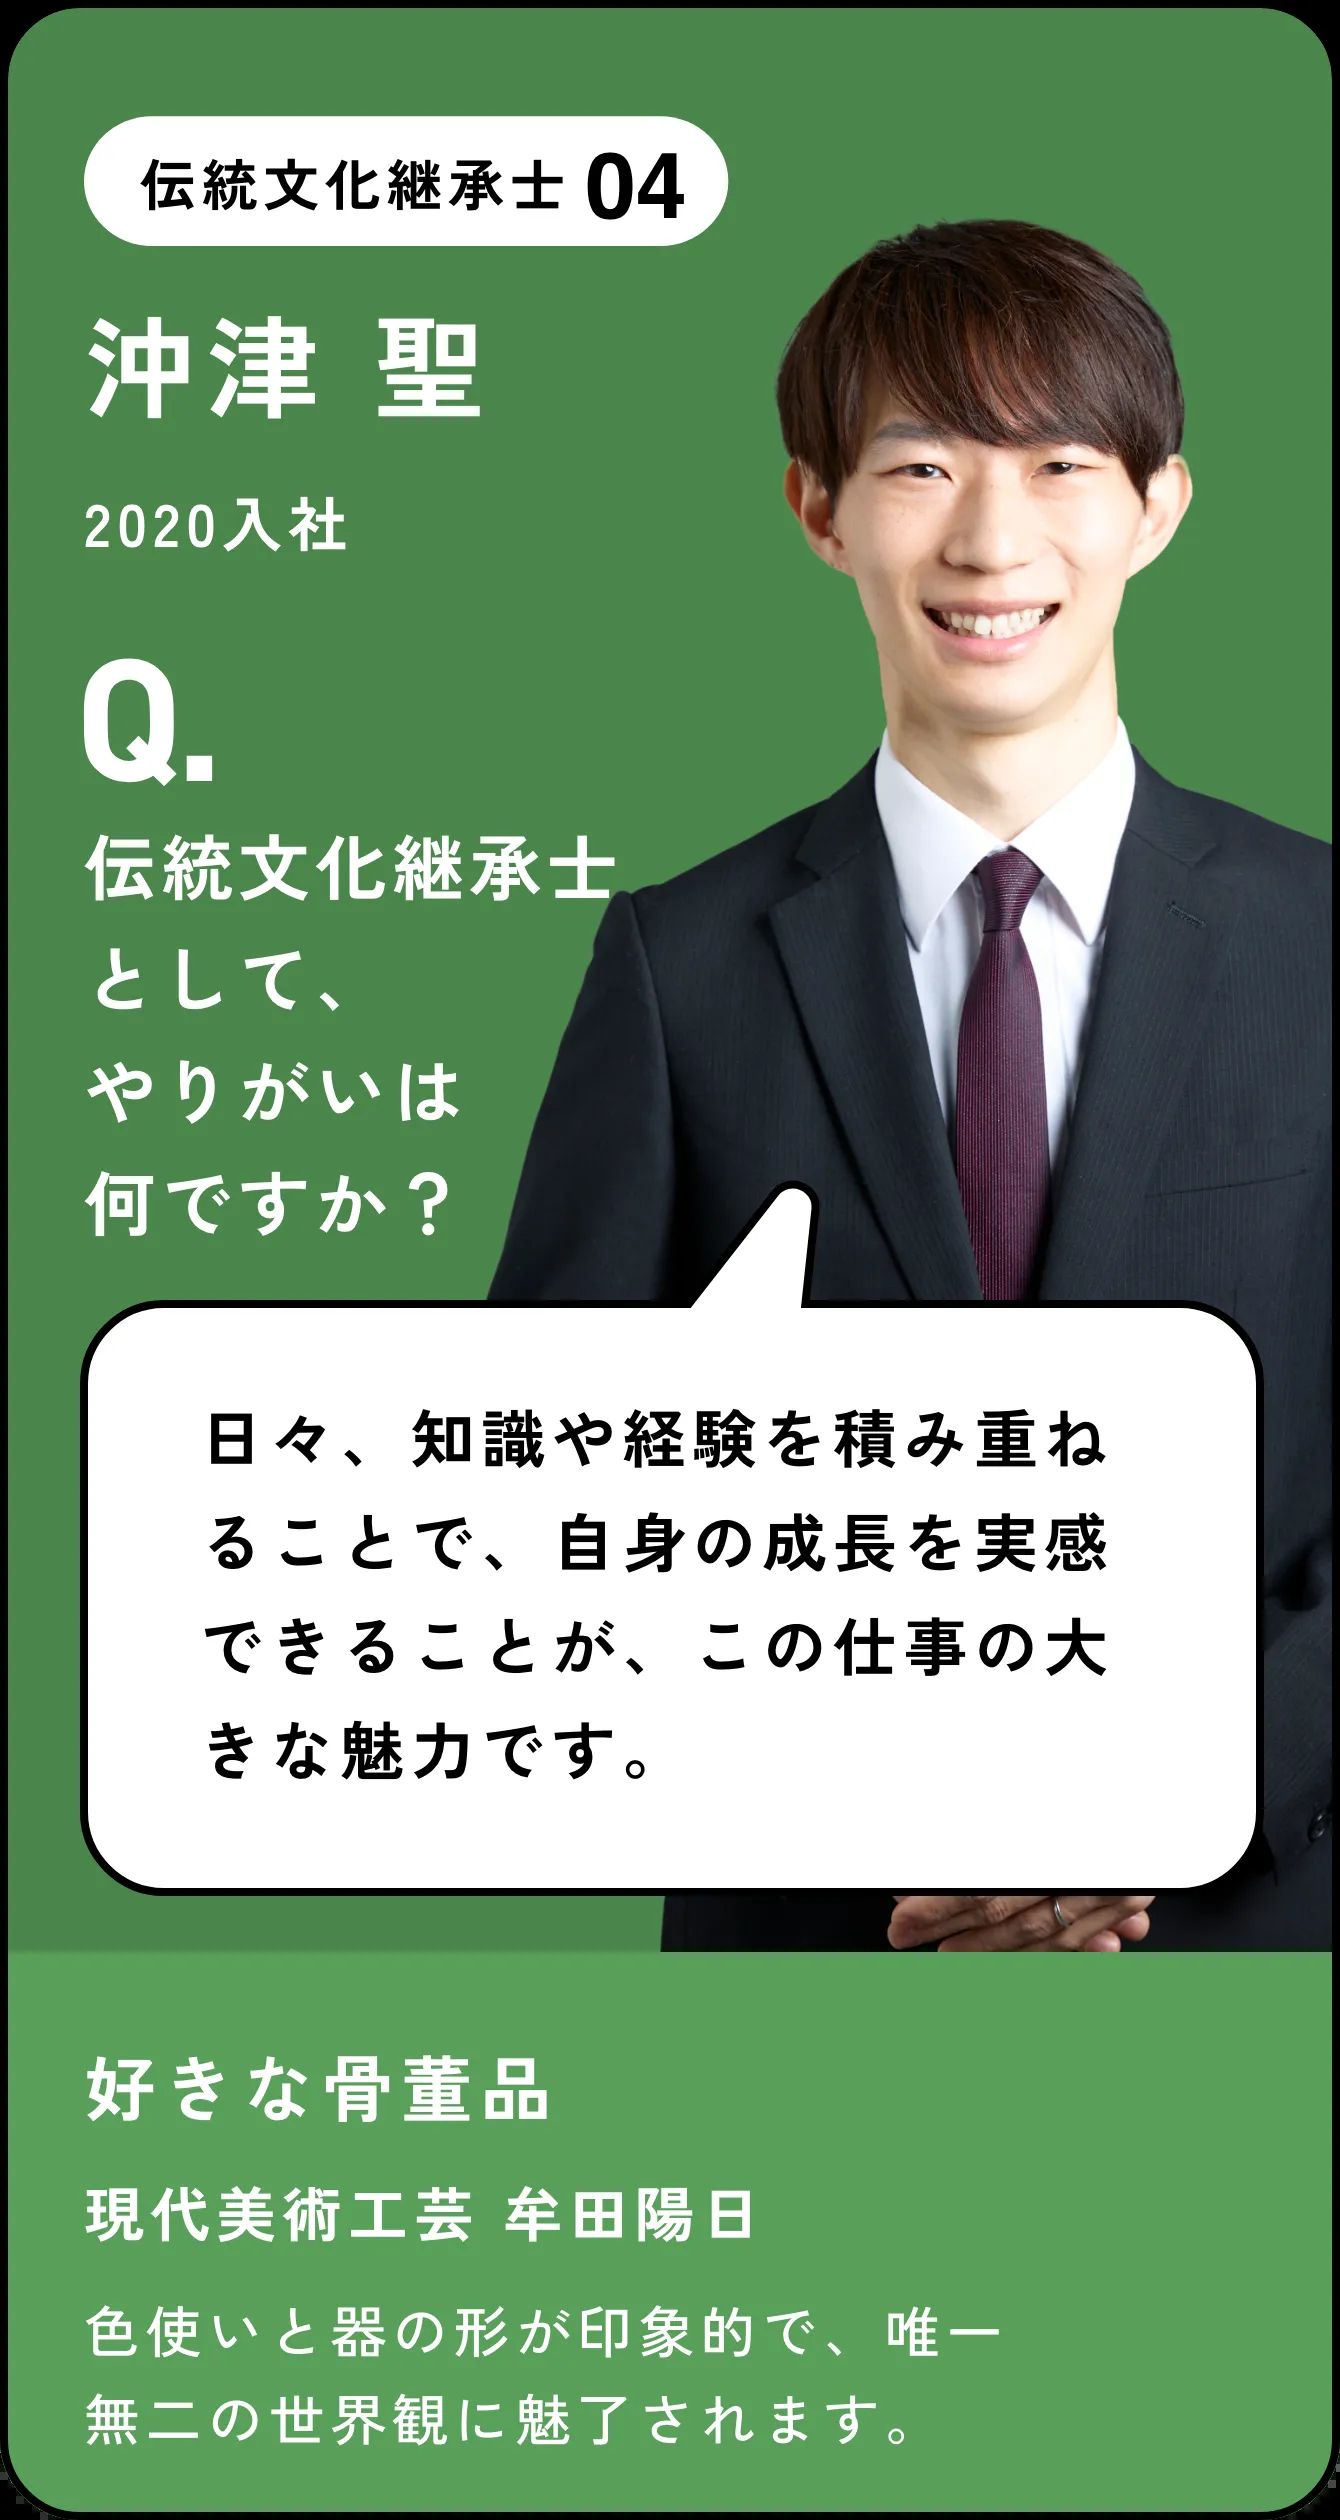 伝統文化継承士 04
沖津 聖
2020入社
Q.
伝統文化継承士
として、
やりがいは
何ですか？
日々、知識や経験を積み重ね
ることで、自身の成長を実感
できることが、この仕事の大
きな魅力です。
好きな骨董品
現代美術工芸 牟田陽日
色使いと器の形が印象的で、唯一
無二の世界観に魅了されます。